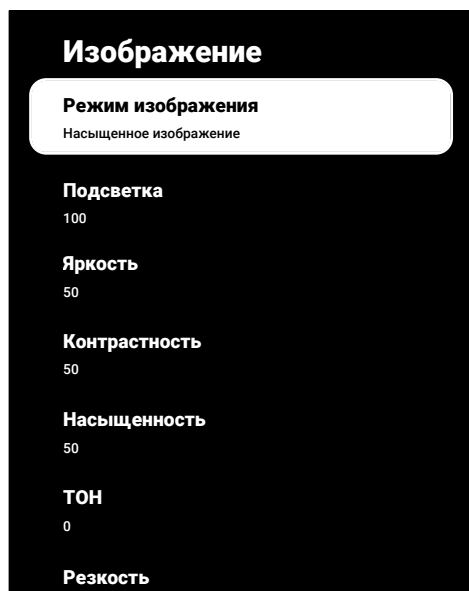 Изображение
Режим изображения
Насыщенное изображение
Подсветка
100
Яркость
50
Контрастность
50
Насыщенность
50
ТОН
0
Резкость